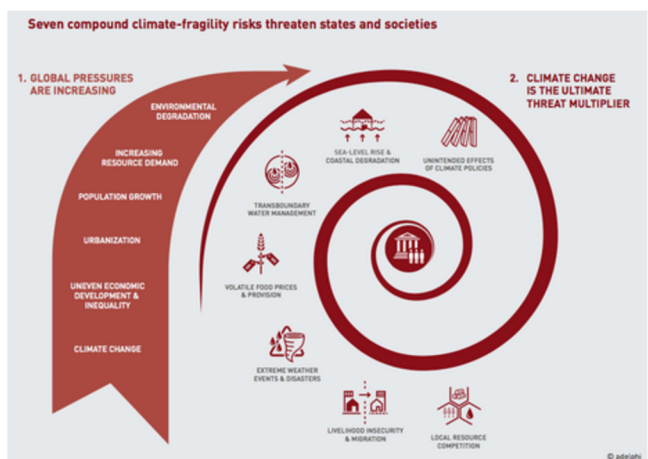 Seven compound climate-fragility risks threaten states and societies
1. GLOBAL PRESSURES
ARE INCREASING
ENVIRONMENTAL
DEGRADATION
INCREASING
RESOURCE DEMAND
POPULATION GROWTH
URBANIZATION
UNEVEN ECONOMIC
DEVELOPMENT &
INEQUALITY
CLIMATE CHANGE
2. CLIMATE CHANGE
IS THE ULTIMATE
THREAT MULTIPLIER
UNINTENDED EFFECTS
OF CLIMATE POLICIES
SEA-LEVEL RISE &
COASTAL DEGRADATION
TRANSBOUNDARY
WATER MANAGEMENT
VOLATILE FOOD PRICES
& PROVISION
EXTREME WEATHER
EVENTS & DISASTERS
LIVELIHOOD INSECURITY
& MIGRATION
LOCAL RESOURCE
COMPETITION
© adelphi